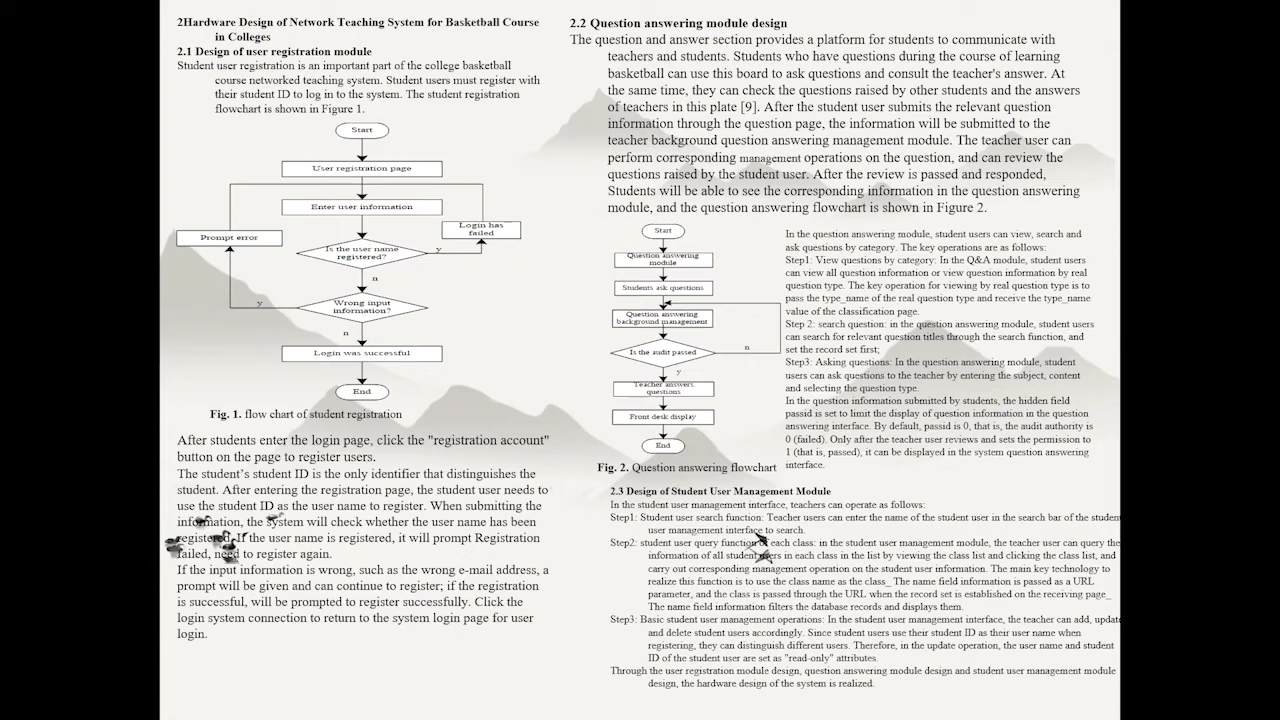 2Hardware Design of Network Teaching System for Basketball Course
in Colleges
2.1 Design of user registration module
Student user registration is an important part of the college basketball
course networked teaching system. Student users must register with
their student ID to log in to the system. The student registration
flowchart is shown in Figure 1.
Start
User registration page
Enter user information
Login has
failed
Prompt error
Is the user name
registered?
y
n
Wrong input
information?
y
n
Login was successful
End
Fig. 1. flow chart of student registration
After students enter the login page, click the "registration account"
button on the page to register users.
The student's student ID is the only identifier that distinguishes the
student. After entering the registration page, the student user needs to
use the student ID as the user name to register. When submitting the
information, the system will check whether the user name has been
registered. If the user name is registered, it will prompt Registration
failed, need to register again.
If the input information is wrong, such as the wrong e-mail address, a
prompt will be given and can continue to register; if the registration
is successful, will be prompted to register successfully. Click the
login system connection to return to the system login page for user
login.
2.2 Question answering module design
The question and answer section provides a platform for students to communicate with
teachers and students. Students who have questions during the course of learning
basketball can use this board to ask questions and consult the teacher's answer. At
the same time, they can check the questions raised by other students and the answers
of teachers in this plate [9]. After the student user submits the relevant question
information through the question page, the information will be submitted to the
teacher background question answering management module. The teacher user can
perform corresponding management operations on the question, and can review the
questions raised by the student user. After the review is passed and responded,
Students will be able to see the corresponding information in the question answering
module, and the question answering flowchart is shown in Figure 2.
Start
Question answering
module
Students ask questions
Question answering
background management
Is the audit passed
n
y
Teacher answers
questions
Front desk display
End
Fig. 2. Question answering flowchart
In the question answering module, student users can view, search and
ask questions by category. The key operations are as follows:
Step1: View questions by category: In the Q&A module, student users
can view all question information or view question information by real
question type. The key operation for viewing by real question type is to
pass the type_name of the real question type and receive the type_name
value of the classification page.
Step 2: search question: in the question answering module, student users
can search for relevant question titles through the search function, and
set the record set first;
Step3: Asking questions: In the question answering module, student
users can ask questions to the teacher by entering the subject, content
and selecting the question type.
In the question information submitted by students, the hidden field
passid is set to limit the display of question information in the question
answering interface. By default, passid is 0, that is, the audit authority is
0 (failed). Only after the teacher user reviews and sets the permission to
1 (that is, passed), it can be displayed in the system question answering
interface.
2.3 Design of Student User Management Module
In the student user management interface, teachers can operate as follows:
Step1: Student user search function: Teacher users can enter the name of the student user in the search bar of the student
user management interface to search.
Step2: student user query function of each class: in the student user management module, the teacher user can query the
information of all student users in each class in the list by viewing the class list and clicking the class list, and
carry out corresponding management operation on the student user information. The main key technology to
realize this function is to use the class name as the class_ The name field information is passed as a URL
parameter, and the class is passed through the URL when the record set is established on the receiving page_
The name field information filters the database records and displays them.
Step3: Basic student user management operations: In the student user management interface, the teacher can add, update
and delete student users accordingly. Since student users use their student ID as their user name when
registering, they can distinguish different users. Therefore, in the update operation, the user name and student
ID of the student user are set as "read-only" attributes.
Through the user registration module design, question answering module design and student user management module
design, the hardware design of the system is realized.